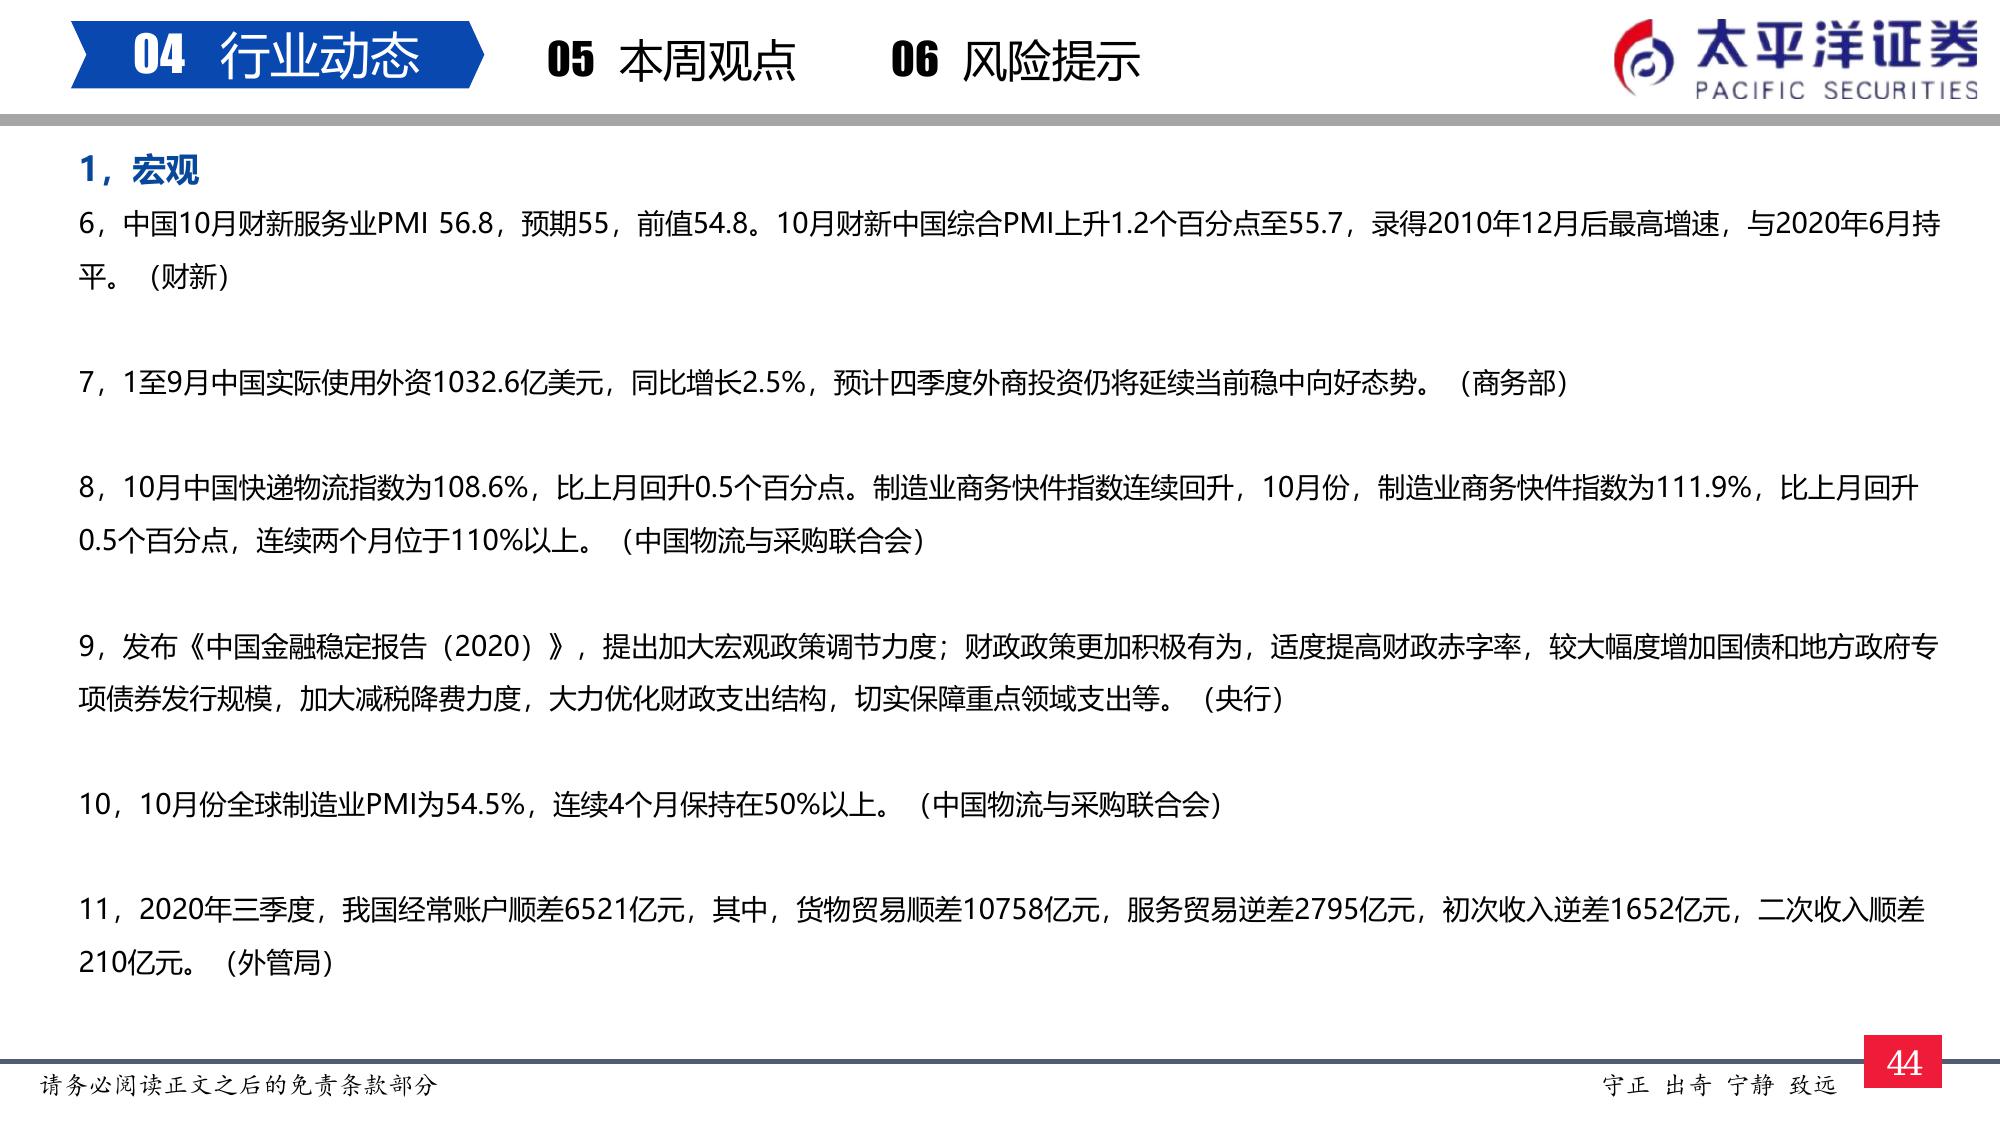 04 行业动态 05 本周观点 06 风险提示
太平洋证券
PACIFIC SECURITIES
1，宏观
6，中国10月财新服务业PMI 56.8，预期55，前值54.8。10月财新中国综合PMI上升1.2个百分点至55.7，录得2010年12月后最高增速，与2020年6月持
平。（财新）
7，1至9月中国实际使用外资1032.6亿美元，同比增长2.5%，预计四季度外商投资仍将延续当前稳中向好态势。（商务部）
8，10月中国快递物流指数为108.6%，比上月回升0.5个百分点。制造业商务快件指数连续回升，10月份，制造业商务快件指数为111.9%，比上月回升
0.5个百分点，连续两个月位于110%以上。（中国物流与采购联合会）
9，发布《中国金融稳定报告（2020）》，提出加大宏观政策调节力度；财政政策更加积极有为，适度提高财政赤字率，较大幅度增加国债和地方政府专
项债券发行规模，加大减税降费力度，大力优化财政支出结构，切实保障重点领域支出等。（央行）
10，10月份全球制造业PMI为54.5%，连续4个月保持在50%以上。（中国物流与采购联合会）
11，2020年三季度，我国经常账户顺差6521亿元，其中，货物贸易顺差10758亿元，服务贸易逆差2795亿元，初次收入逆差1652亿元，二次收入顺差
210亿元。（外管局）
请务必阅读正文之后的免责条款部分
守正 出奇 宁静 致远
44